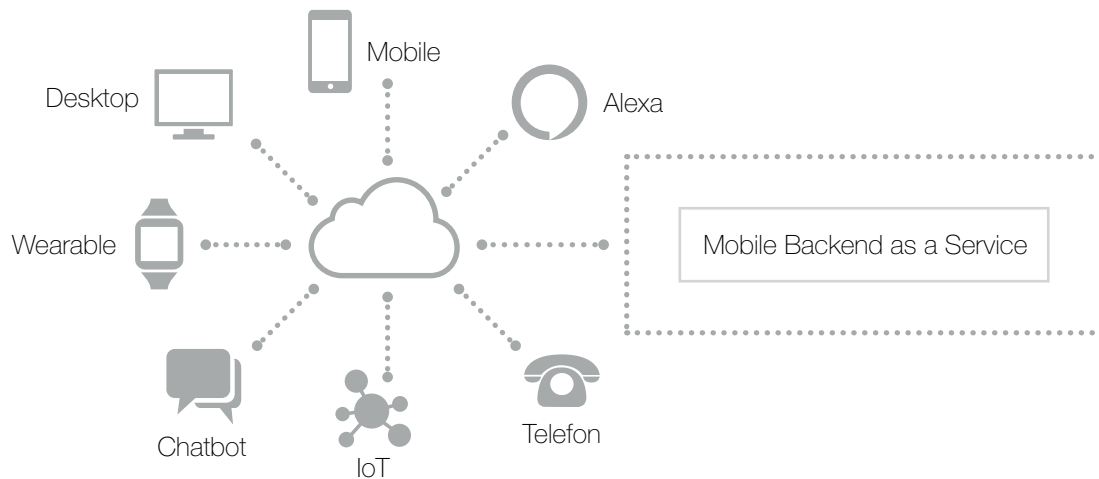 Mobile
Desktop
Alexa
Wearable
Mobile Backend as a Service
Chatbot
Telefon
IoT